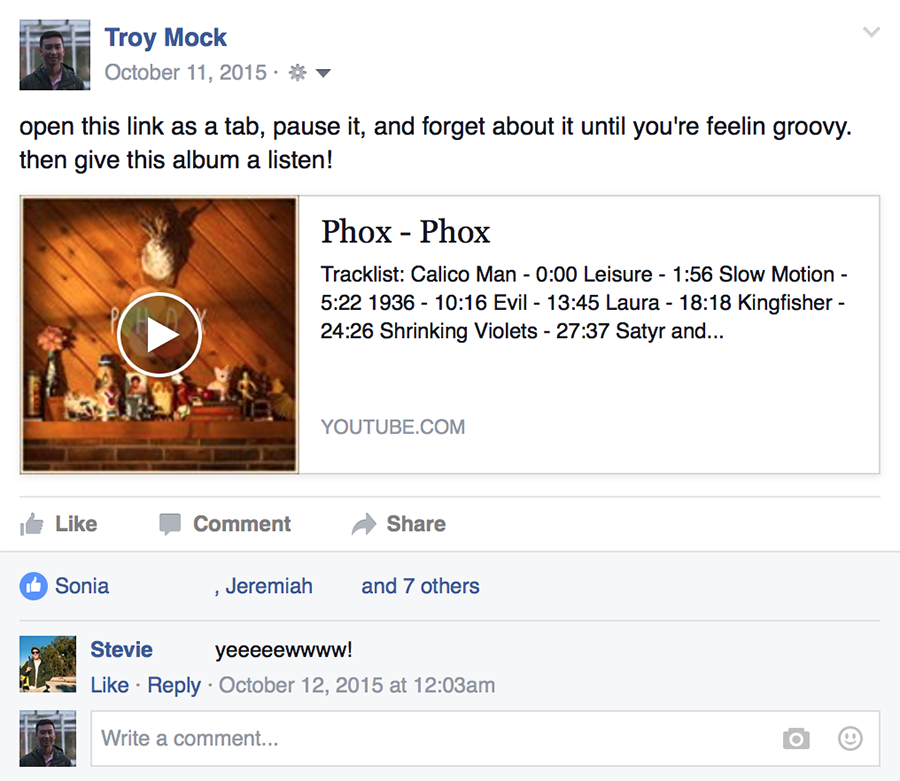 Troy Mock
October 11, 2015 ·
open this link as a tab, pause it, and forget about it until you're feelin groovy.
then give this album a listen!
PHOX
Phox - Phox
Tracklist: Calico Man - 0:00 Leisure - 1:56 Slow Motion -
5:22 1936 - 10:16 Evil - 13:45 Laura - 18:18 Kingfisher -
24:26 Shrinking Violets - 27:37 Satyr and...
YOUTUBE.COM
Like Comment Share
Sonia , Jeremiah and 7 others
Stevie yeeeeewwww!
Like · Reply · October 12, 2015 at 12:03am
Write a comment...